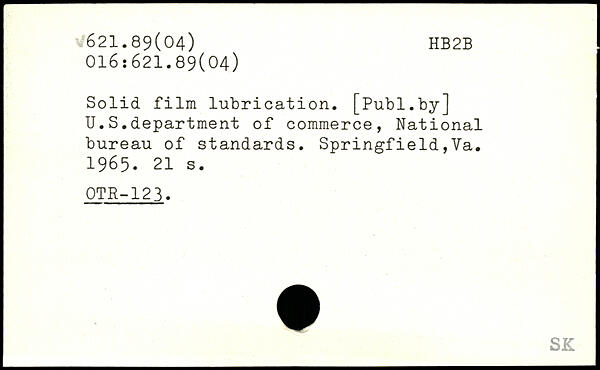 621.89(04) HB2B
016:621.89(04)
Solid film lubrication. [Publ.by]
U.S.department of commerce, National
bureau of standards. Springfield,Va.
1965. 21 s.
OTR-123.
SK